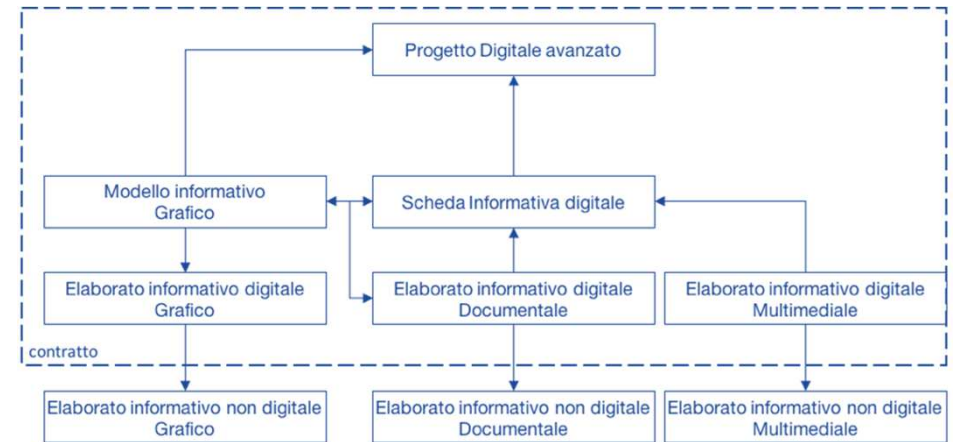 Progetto Digitale avanzato
Modello informativo
Grafico
Scheda Informativa digitale
Elaborato informativo digitale
Grafico
Elaborato informativo digitale
Documentale
Elaborato informativo digitale
Multimediale
contratto
Elaborato informativo non digitale
Grafico
Elaborato informativo non digitale
Documentale
Elaborato informativo non digitale
Multimediale